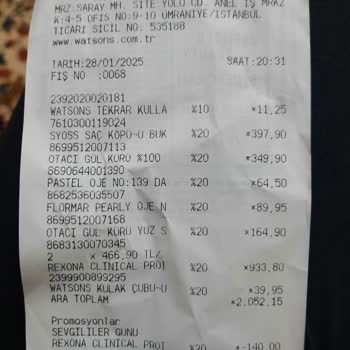 MRZ:SARAY MH. SITE YOLU CD. ANEL IŞ MRKZ
K:4-5 OFIS NO:9-10 UMRANIYE/ISTANBUL
TICARI SICIL NO: 535188
www.watsons.com.tr
TARIH:28/01/2025 SAAT:20:31
FIŞ NO :0068
2392020020181
WATSONS TEKRAR KULLA %10 *11,25
7610300119024
SYOSS SAÇ KÖPÜ-Ü BUK %20 *397,90
8699512007113
OTACI GÜL KÜRÜ %100 %20 *349,90
8690644001390
PASTEL OJE NO:139 DA %20 *64,50
8682536035507
FLORMAR PEARLY OJE N %20 *89,95
8699512007168
OTACI GÜL KÜRÜ YÜZ S %20 *164,90
8683130070345
2 × 466,90 TL/
REXONA CLINICAL PROT %20 *933,80
2399900899295
WATSONS KULAK ÇUBU-U %20 *39,95
ARA TOPLAM *2.052,15
Promosyonlar
SEVGILILER GUNU
REXONA CLINICAL PROT %20 *-140,00